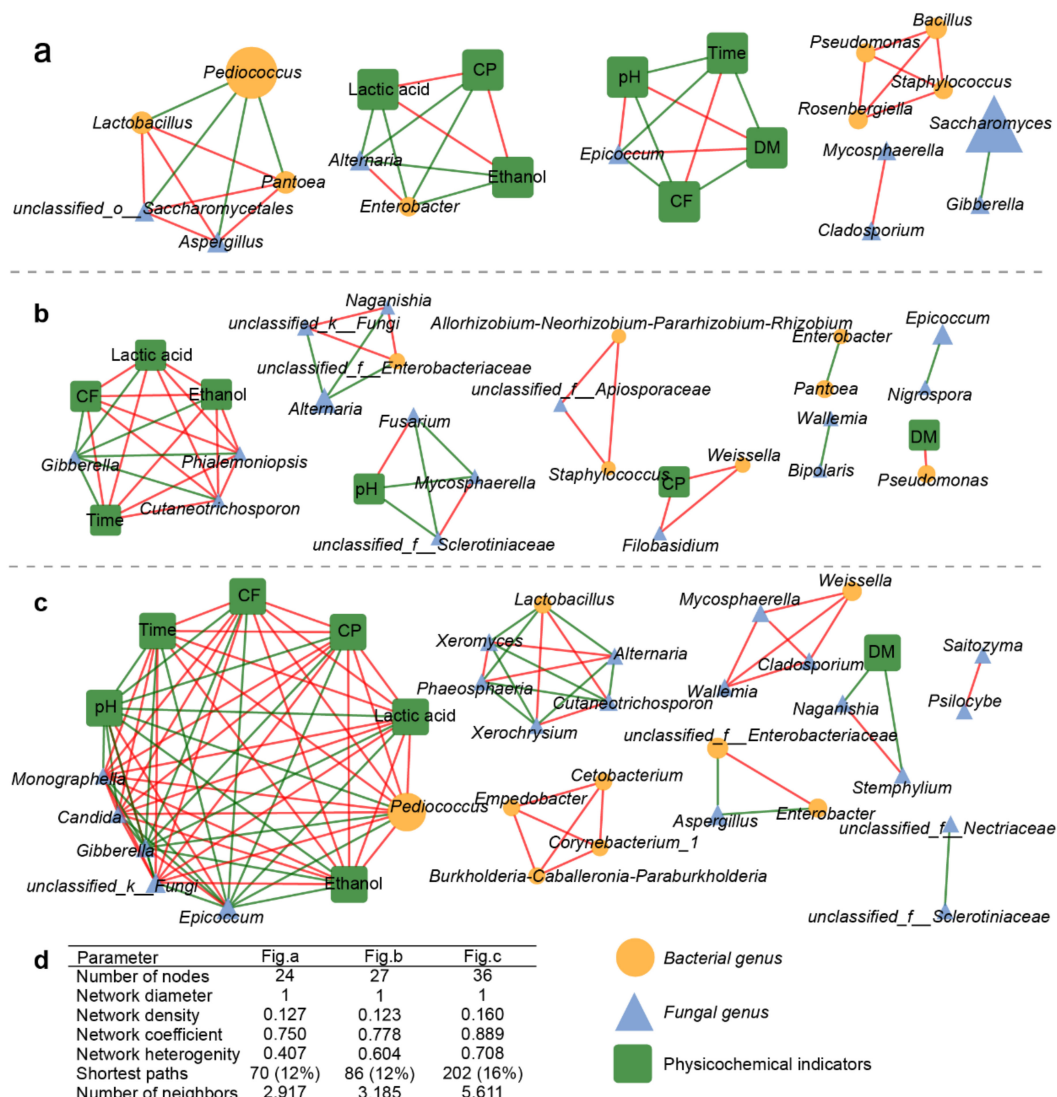 a
Pediococcus
Lactobacillus
Pantoea
unclassified_o__Saccharomycetales
Aspergillus
CP
Lactic acid
Alternaria
Ethanol
Enterobacter
Time
pH
Epicoccum
DM
CF
Bacillus
Pseudomonas
Staphylococcus
Rosenbergiella
Saccharomyces
Mycosphaerella
Gibberella
Cladosporium
b
Lactic acid
CF
Ethanol
Gibberella
Phialemoniopsis
Cutaneotrichosporon
Time
Naganishia
unclassified_k__Fungi
unclassified_f__Enterobacteriaceae
Alternaria
Fusarium
pH
Mycosphaerella
unclassified_f__Sclerotiniaceae
Allorhizobium-Neorhizobium-Pararhizobium-Rhizobium
unclassified_f__Apiosporaceae
Staphylococcus
CP
Weissella
Filobasidium
Enterobacter
Pantoea
Wallemia
Bipolaris
Epicoccum
Nigrospora
DM
Pseudomonas
c
CF
Time
CP
pH
Lactic acid
Monographella
Pediococcus
Candida
Gibberella
unclassified_k__Fungi
Ethanol
Epicoccum
Lactobacillus
Xeromyces
Alternaria
Phaeosphaeria
Cutaneotrichosporon
Xerochrysium
Cetobacterium
Empedobacter
Corynebacterium_1
Burkholderia-Caballeronia-Paraburkholderia
Weissella
Mycosphaerella
Cladosporium
Wallemia
DM
Naganishia
Stemphylium
unclassified_f__Enterobacteriaceae
Aspergillus
Enterobacter
Saitozyma
Psilocybe
unclassified_f__Nectriaceae
unclassified_f__Sclerotiniaceae
d
Parameter Fig.a Fig.b Fig.c
Number of nodes 24 27 36
Network diameter 1 1 1
Network density 0.127 0.123 0.160
Network coefficient 0.750 0.778 0.889
Network heterogenity 0.407 0.604 0.708
Shortest paths 70 (12%) 86 (12%) 202 (16%)
Number of neighbors 2.917 3.185 5.611
Bacterial genus
Fungal genus
Physicochemical indicators